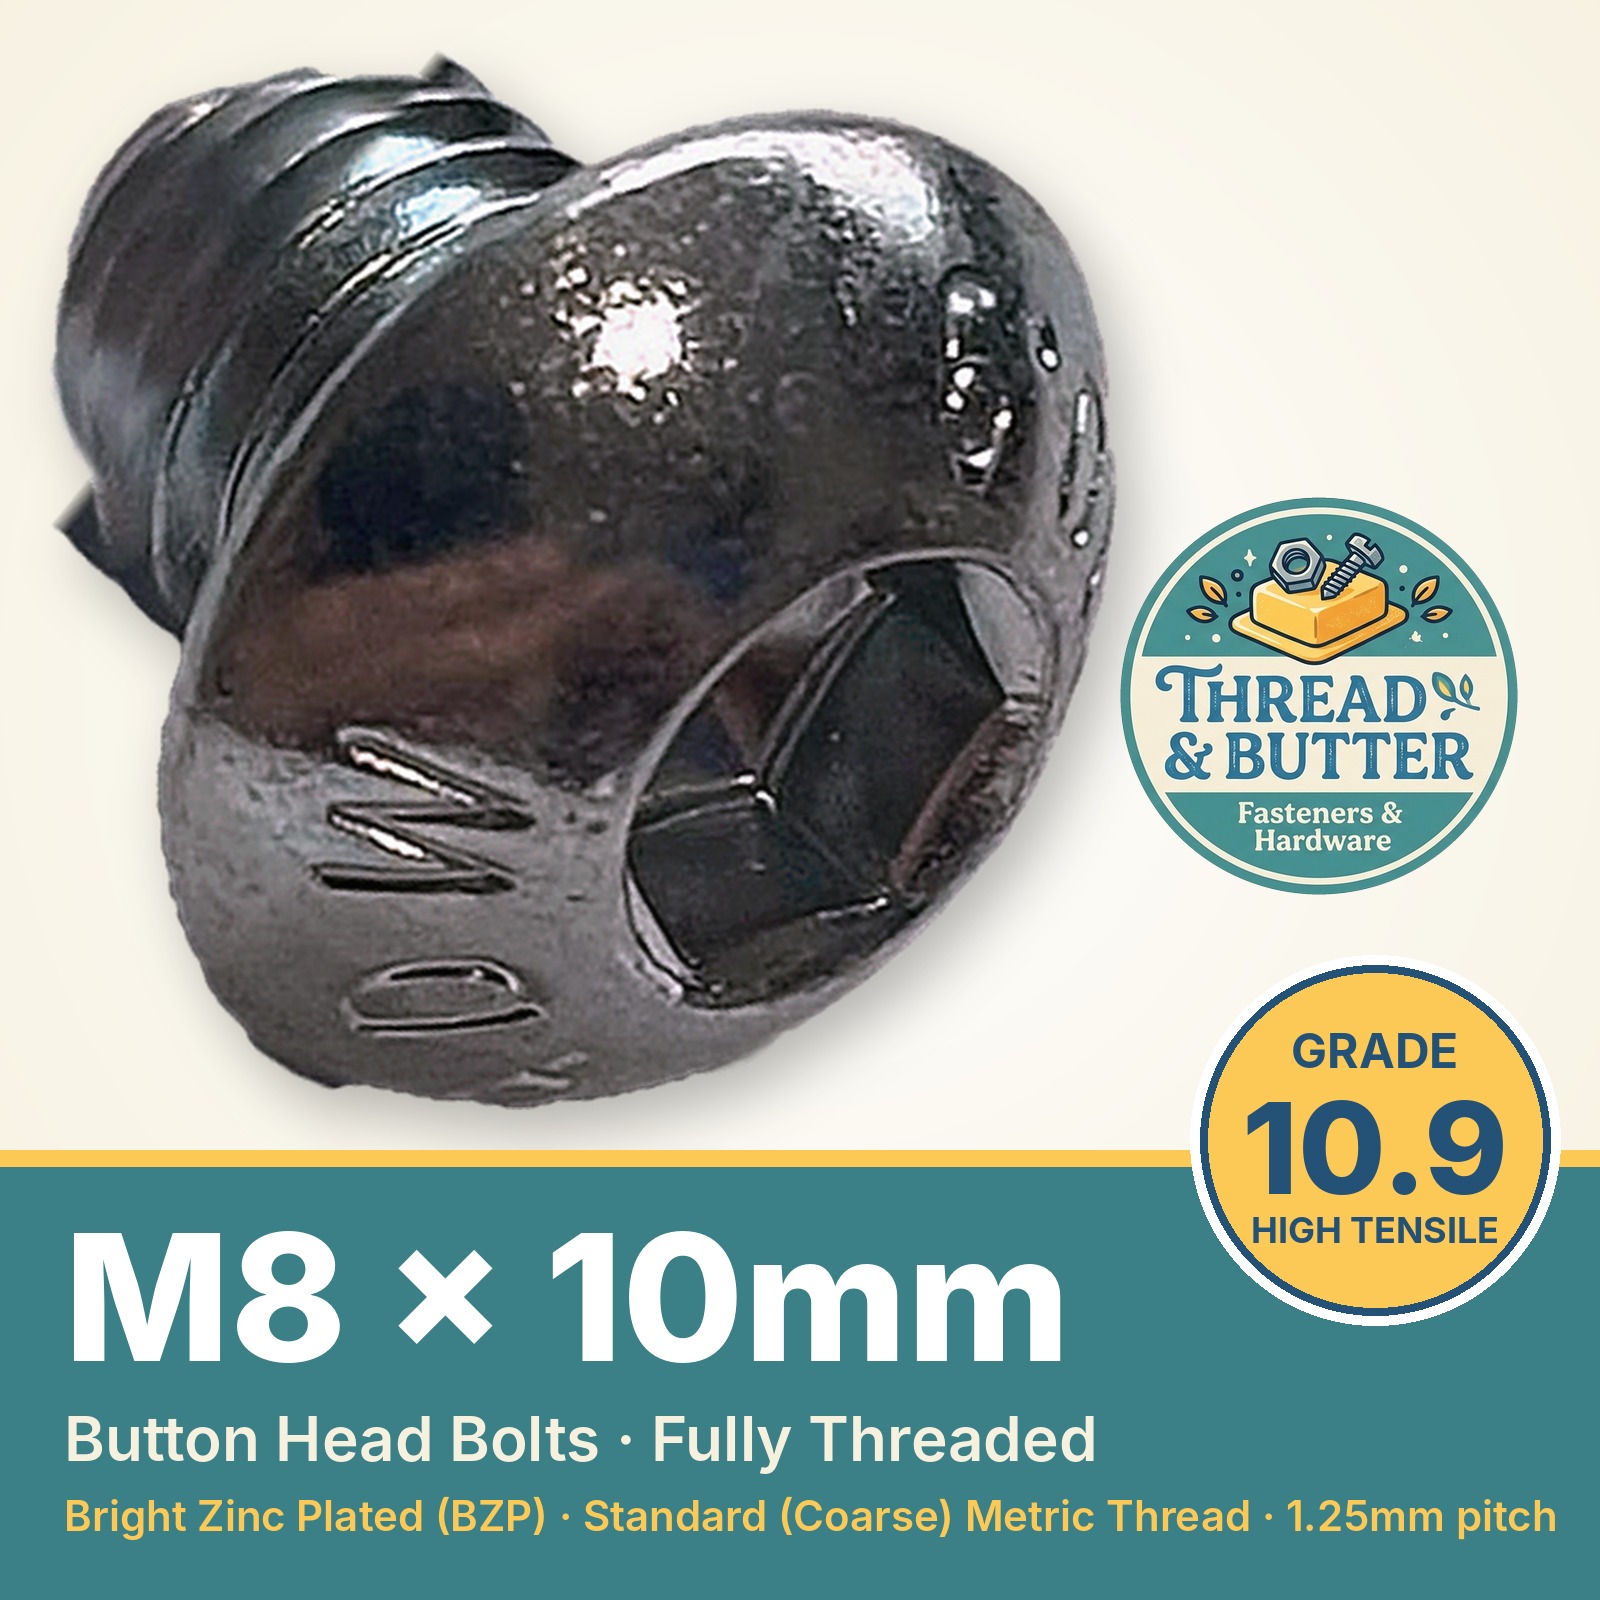 THREAD
& BUTTER
Fasteners &
Hardware
GRADE
10.9
HIGH TENSILE
M8 × 10mm
Button Head Bolts · Fully Threaded
Bright Zinc Plated (BZP) · Standard (Coarse) Metric Thread · 1.25mm pitch